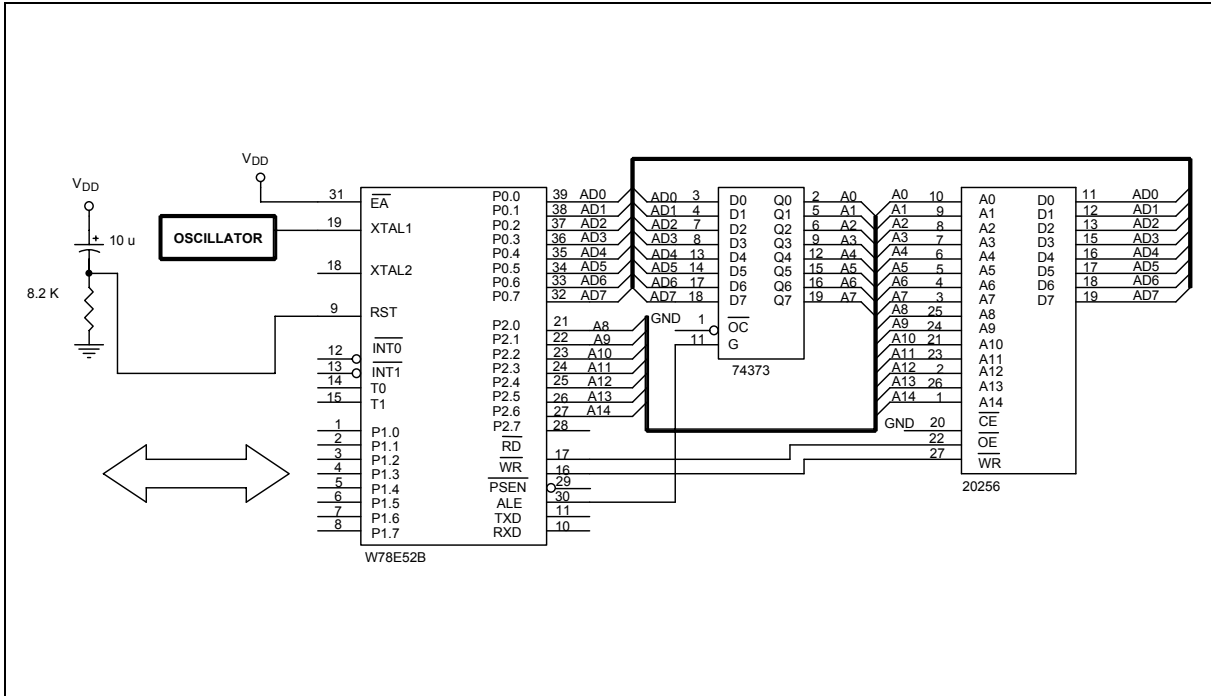 V_DD
10 u
8.2 K
V_DD
OSCILLATOR
31 EA
19 XTAL1
18 XTAL2
9 RST
12 INT0
13 INT1
14 T0
15 T1
1 P1.0
2 P1.1
3 P1.2
4 P1.3
5 P1.4
6 P1.5
7 P1.6
8 P1.7
P0.0 39 AD0
P0.1 38 AD1
P0.2 37 AD2
P0.3 36 AD3
P0.4 35 AD4
P0.5 34 AD5
P0.6 33 AD6
P0.7 32 AD7
P2.0 21 A8
P2.1 22 A9
P2.2 23 A10
P2.3 24 A11
P2.4 25 A12
P2.5 26 A13
P2.6 27 A14
P2.7 28
RD 17
WR 16
PSEN 29
ALE 30
TXD 11
RXD 10
W78E52B
AD0 3 D0 Q0 2 A0
AD1 4 D1 Q1 5 A1
AD2 7 D2 Q2 6 A2
AD3 8 D3 Q3 9 A3
AD4 13 D4 Q4 12 A4
AD5 14 D5 Q5 15 A5
AD6 17 D6 Q6 16 A6
AD7 18 D7 Q7 19 A7
GND 1 OC
11 G
74373
A0 10 A0
A1 9 A1
A2 8 A2
A3 7 A3
A4 6 A4
A5 5 A5
A6 4 A6
A7 3 A7
A8 25 A8
A9 24 A9
A10 21 A10
A11 23 A11
A12 2 A12
A13 26 A13
A14 1 A14
GND 20 CE
22 OE
27 WR
D0 11 AD0
D1 12 AD1
D2 13 AD2
D3 15 AD3
D4 16 AD4
D5 17 AD5
D6 18 AD6
D7 19 AD7
20256